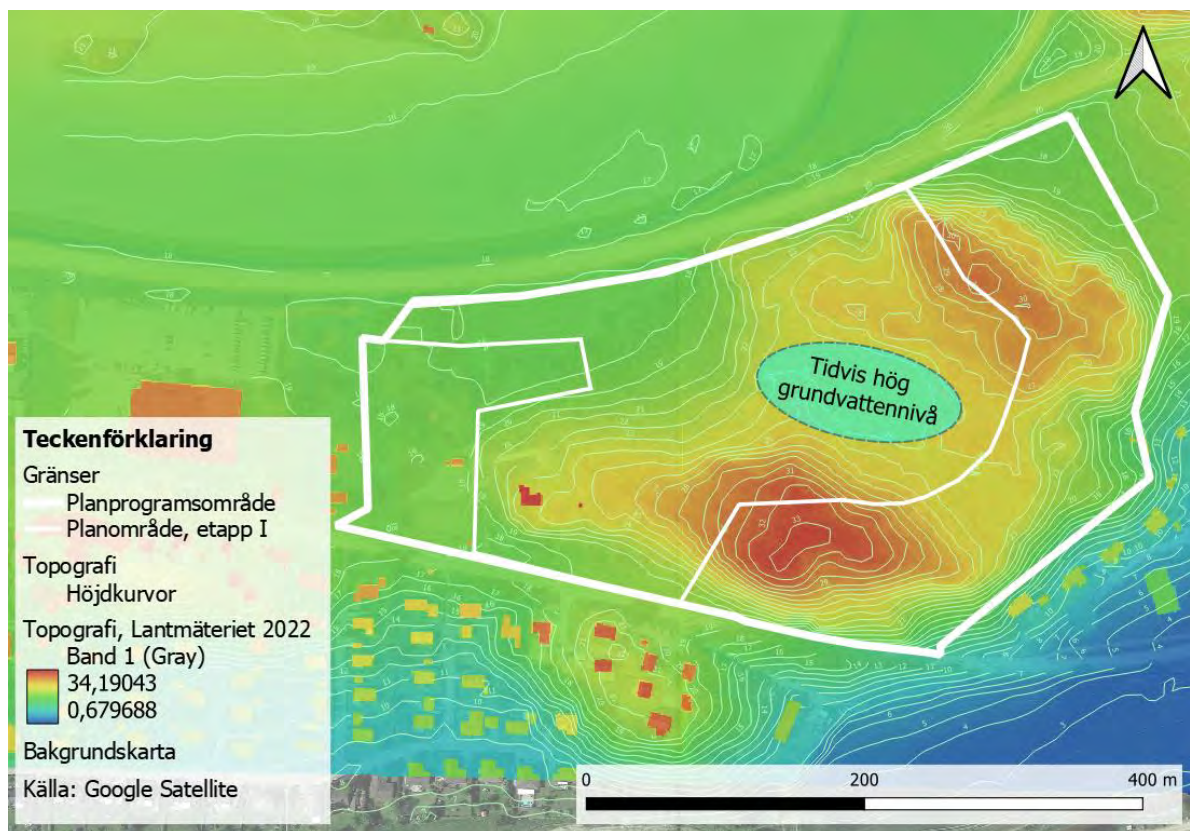 Tidvis hög
grundvattennivå
Teckenförklaring
Gränser
Planprogramsområde
Planområde, etapp I
Topografi
Höjdkurvor
Topografi, Lantmäteriet 2022
Band 1 (Gray)
34,19043
0,679688
Bakgrundskarta
Källa: Google Satellite
0
200
400 m